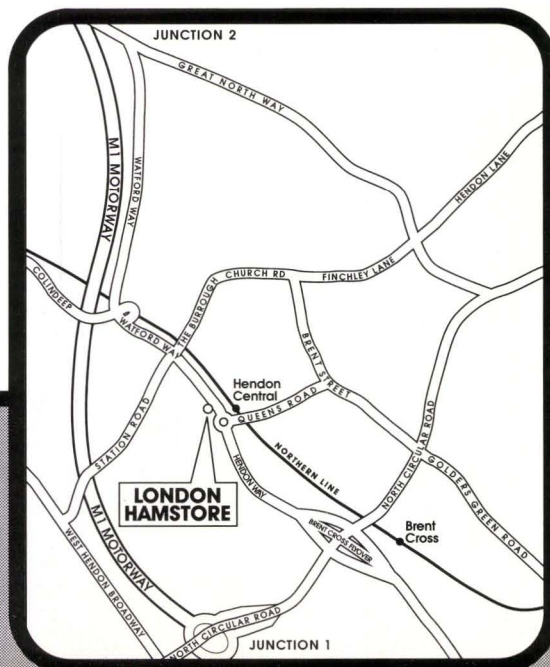 JUNCTION 2
GREAT NORTH WAY
M1 MOTORWAY
WATFORD WAY
HENDON LANE
COLINDEEP
THE BURROUGH
CHURCH RD
FINCHLEY LANE
WATFORD WAY
BRENT STREET
Hendon
Central
QUEENS ROAD
STATION ROAD
NORTHERN LINE
NORTH CIRCULAR ROAD
GOLDERS GREEN ROAD
HENDON WAY
LONDON
HAMSTORE
M1 MOTORWAY
BRENT CROSS FLYOVER
Brent
Cross
WEST HENDON BROADWAY
NORTH CIRCULAR ROAD
JUNCTION 1